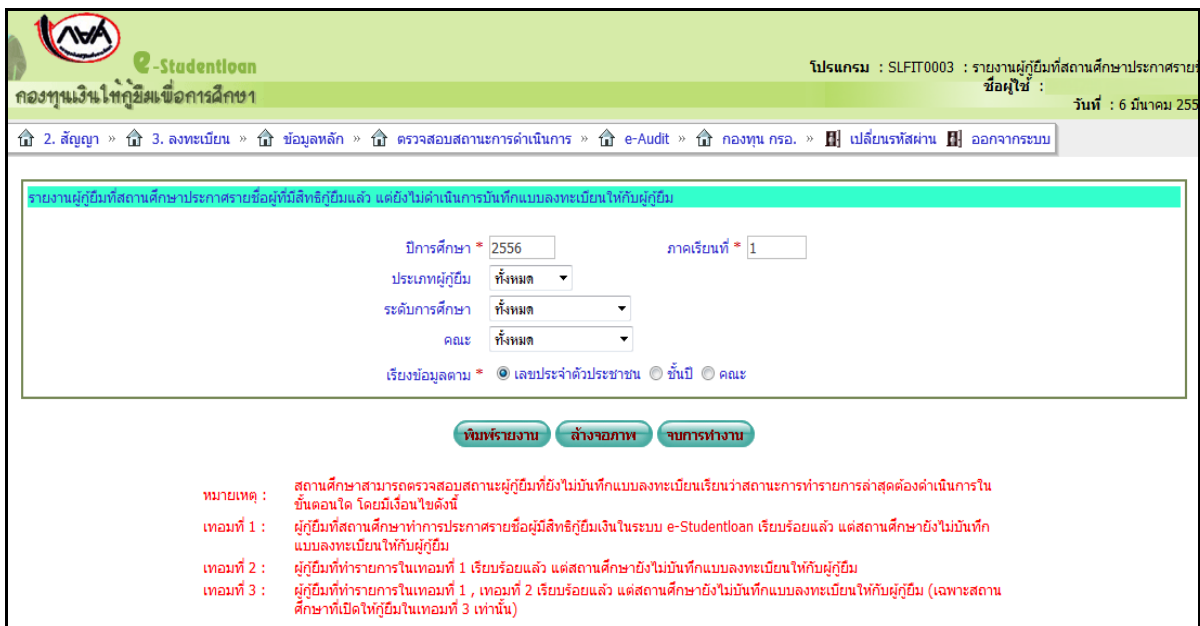 กยศ
e-Studentloan
กองทุนเงินให้กู้ยืมเพื่อการศึกษา
โปรแกรม : SLFIT0003 : รายงานผู้กู้ยืมที่สถานศึกษาประกาศราย
ชื่อผู้ใช้ :
วันที่ : 6 มีนาคม 255
2. สัญญา » 3. ลงทะเบียน » ข้อมูลหลัก » ตรวจสอบสถานะการดำเนินการ » e-Audit » กองทุน กรอ. » เปลี่ยนรหัสผ่าน ออกจากระบบ
รายงานผู้กู้ยืมที่สถานศึกษาประกาศรายชื่อผู้ที่มีสิทธิกู้ยืมแล้ว แต่ยังไม่ดำเนินการบันทึกแบบลงทะเบียนให้กับผู้กู้ยืม
ปีการศึกษา * 2556 ภาคเรียนที่ * 1
ประเภทผู้กู้ยืม ทั้งหมด
ระดับการศึกษา ทั้งหมด
คณะ ทั้งหมด
เรียงข้อมูลตาม * เลขประจำตัวประชาชน ชั้นปี คณะ
พิมพ์รายงาน ล้างจอภาพ จบการทำงาน
หมายเหตุ : สถานศึกษาสามารถตรวจสอบสถานะผู้กู้ยืมที่ยังไม่บันทึกแบบลงทะเบียนเรียนว่าสถานะการทำรายการล่าสุดต้องดำเนินการใน
ขั้นตอนใด โดยมีเงื่อนไขดังนี้
เทอมที่ 1 : ผู้กู้ยืมที่สถานศึกษาทำการประกาศรายชื่อผู้มีสิทธิกู้ยืมเงินในระบบ e-Studentloan เรียบร้อยแล้ว แต่สถานศึกษายังไม่บันทึก
แบบลงทะเบียนให้กับผู้กู้ยืม
เทอมที่ 2 : ผู้กู้ยืมที่ทำรายการในเทอมที่ 1 เรียบร้อยแล้ว แต่สถานศึกษายังไม่บันทึกแบบลงทะเบียนให้กับผู้กู้ยืม
เทอมที่ 3 : ผู้กู้ยืมที่ทำรายการในเทอมที่ 1 , เทอมที่ 2 เรียบร้อยแล้ว แต่สถานศึกษายังไม่บันทึกแบบลงทะเบียนให้กับผู้กู้ยืม (เฉพาะสถาน
ศึกษาที่เปิดให้กู้ยืมในเทอมที่ 3 เท่านั้น)